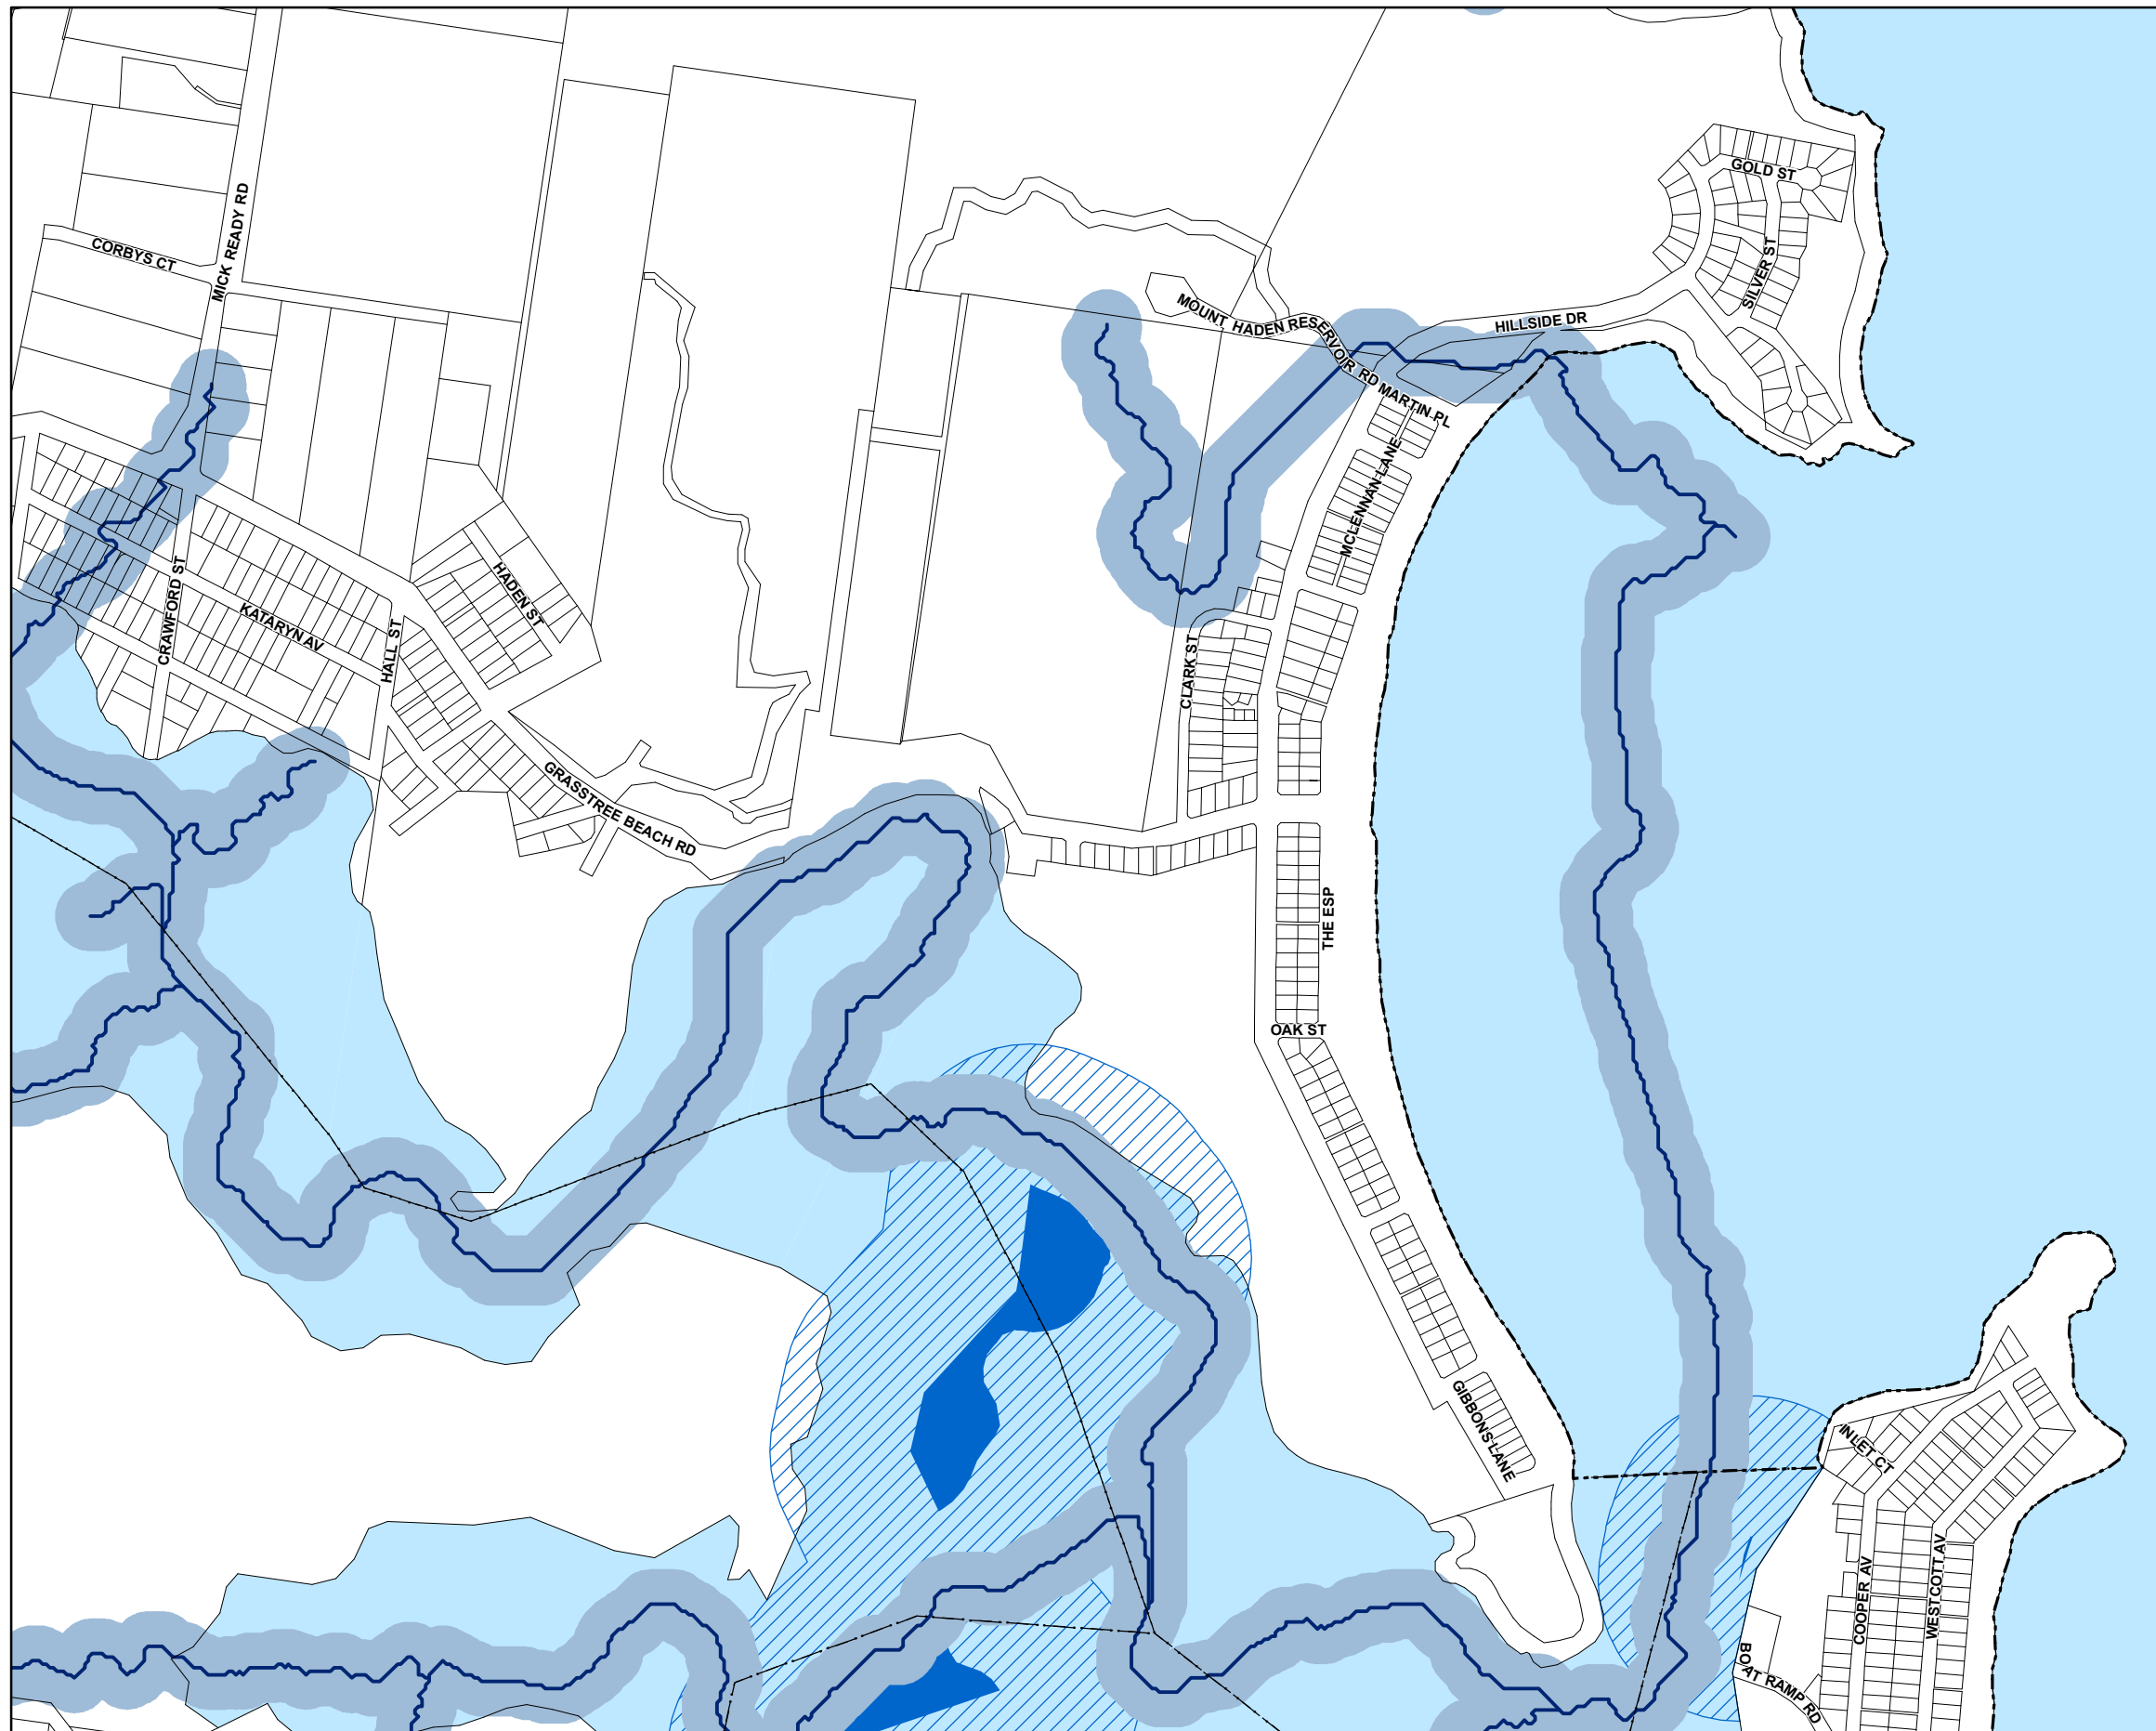 GOLD ST
MICK READY RD
CORBYS CT
SILVER ST
MOUNT HADEN RESERVOIR RD
HILLSIDE DR
MARTIN PL
MCLENNAN LANE
CRAWFORD ST
HADEN ST
KATARYN AV
HALL ST
CLARK ST
GRASSTREE BEACH RD
THE ESP
OAK ST
GIBBONS LANE
INLET CT
COOPER AV
WESTCOTT AV
BOAT RAMP RD